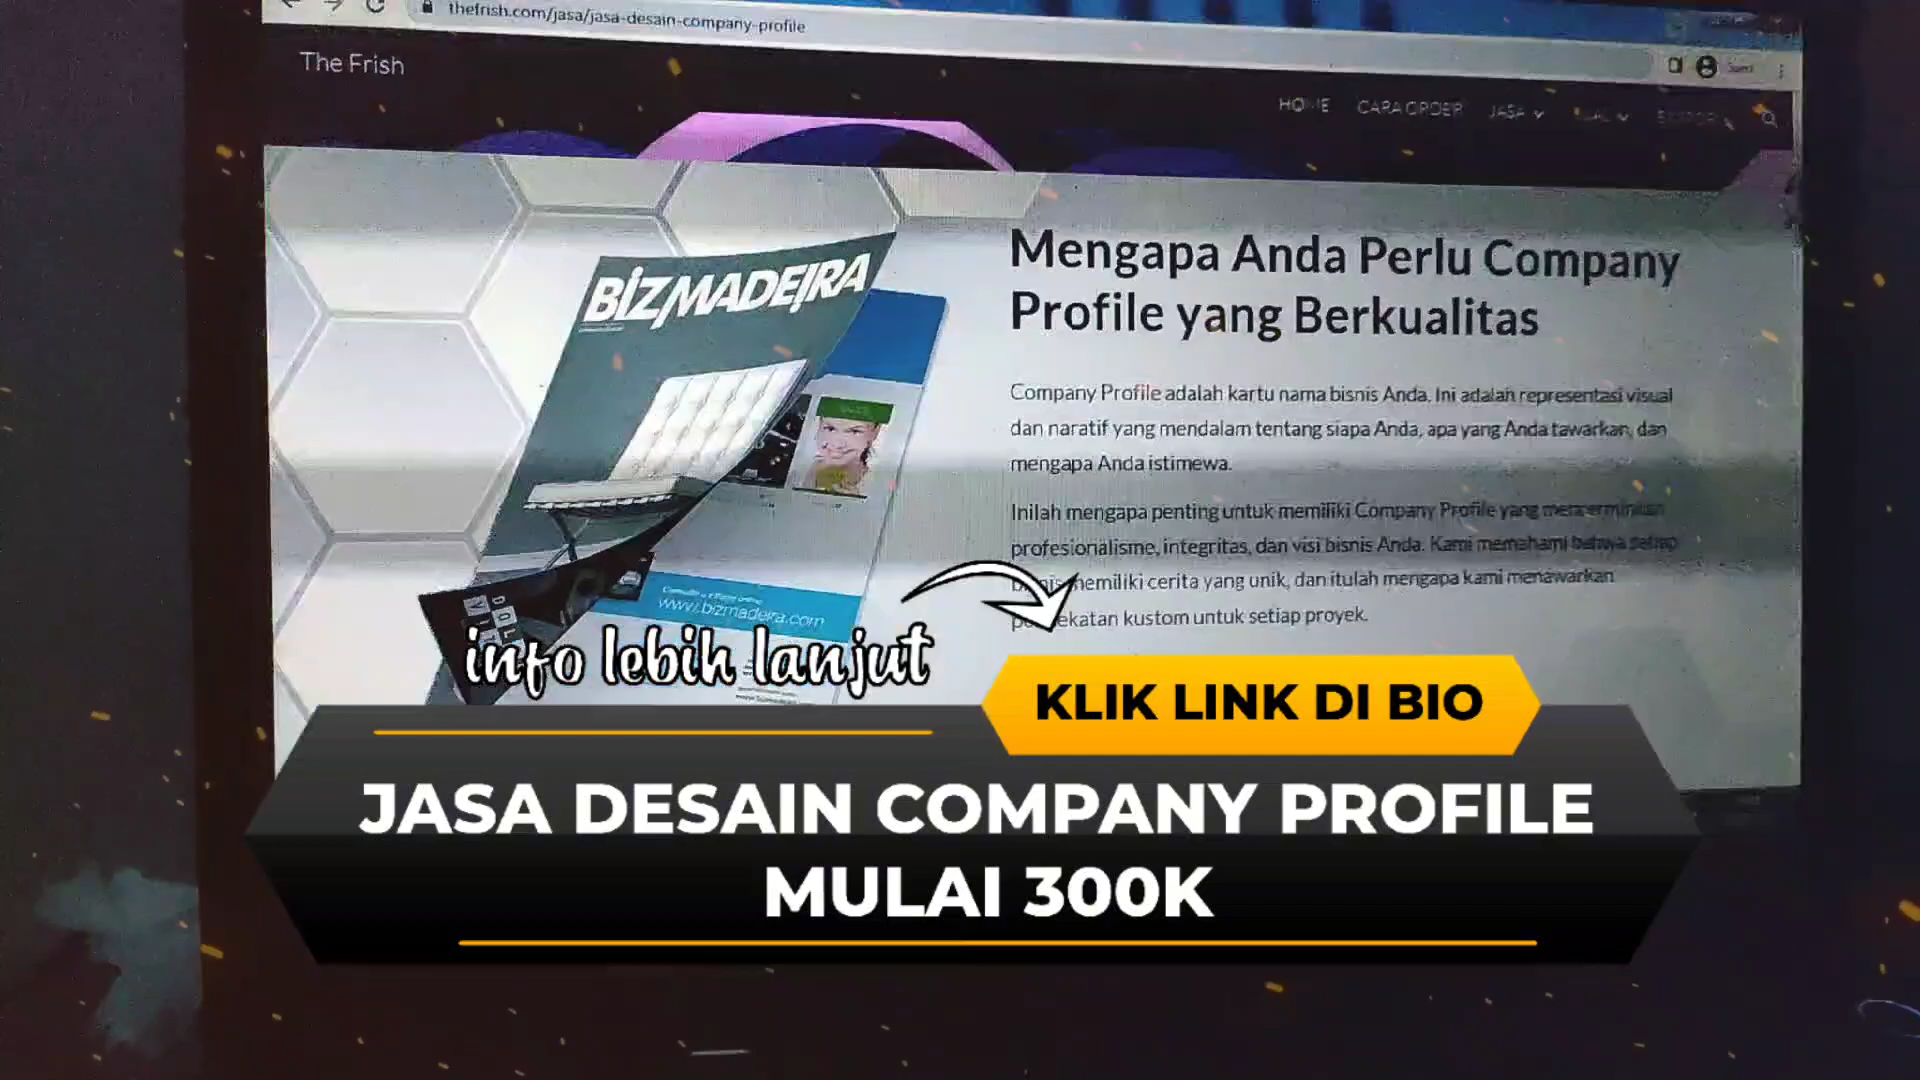 thefrish.com/jasa/jasa-desain-company-profile
The Frish
HOME CARA ORDER JASA
BIZMADEIRA
Mengapa Anda Perlu Company
Profile yang Berkualitas
Company Profile adalah kartu nama bisnis Anda. Ini adalah representasi visual
dan naratif yang mendalam tentang siapa Anda, apa yang Anda tawarkan, dan
mengapa Anda istimewa.
Inilah mengapa penting untuk memiliki Company Profile yang mencerminkan
profesionalisme, integritas, dan visi bisnis Anda. Kami memahami bahwa setiap
memiliki cerita yang unik, dan itulah mengapa kami menawarkan
kustom untuk setiap proyek.
www.bizmadeira.com
info lebih lanjut
KLIK LINK DI BIO
JASA DESAIN COMPANY PROFILE
MULAI 300K